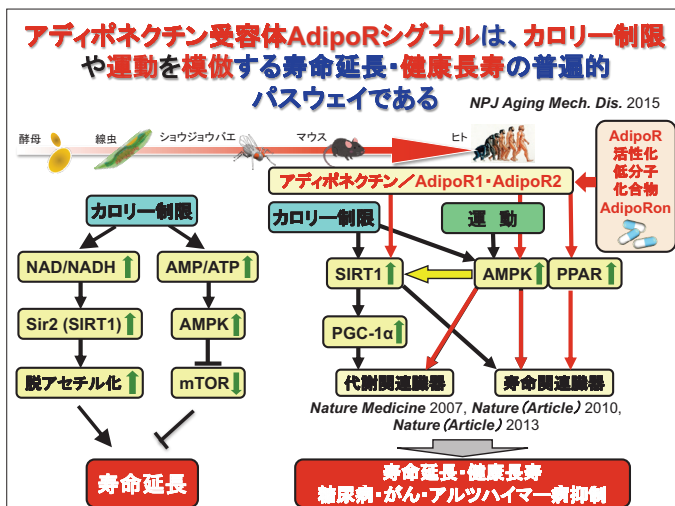 アディポネクチン受容体AdipoRシグナルは、カロリー制限
や運動を模倣する寿命延長・健康長寿の普遍的
パスウェイである
NPJ Aging Mech. Dis. 2015
酵母
線虫
ショウジョウバエ
マウス
ヒト
AdipoR
活性化
低分子
化合物
AdipoRon
アディポネクチン／AdipoR1・AdipoR2
カロリー制限
カロリー制限
運動
NAD/NADH
AMP/ATP
SIRT1
AMPK
PPAR
Sir2 (SIRT1)
AMPK
PGC-1α
脱アセチル化
mTOR
代謝関連臓器
寿命関連臓器
Nature Medicine 2007, Nature（Article） 2010,
Nature（Article） 2013
寿命延長
寿命延長・健康長寿
糖尿病・がん・アルツハイマー病抑制